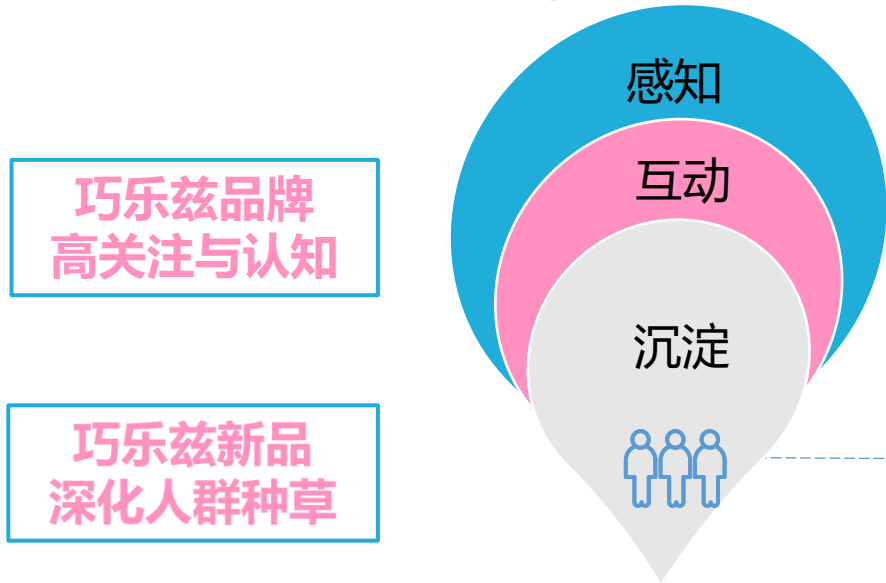 感知
互动
巧乐兹品牌
高关注与认知
沉淀
巧乐兹新品
深化人群种草